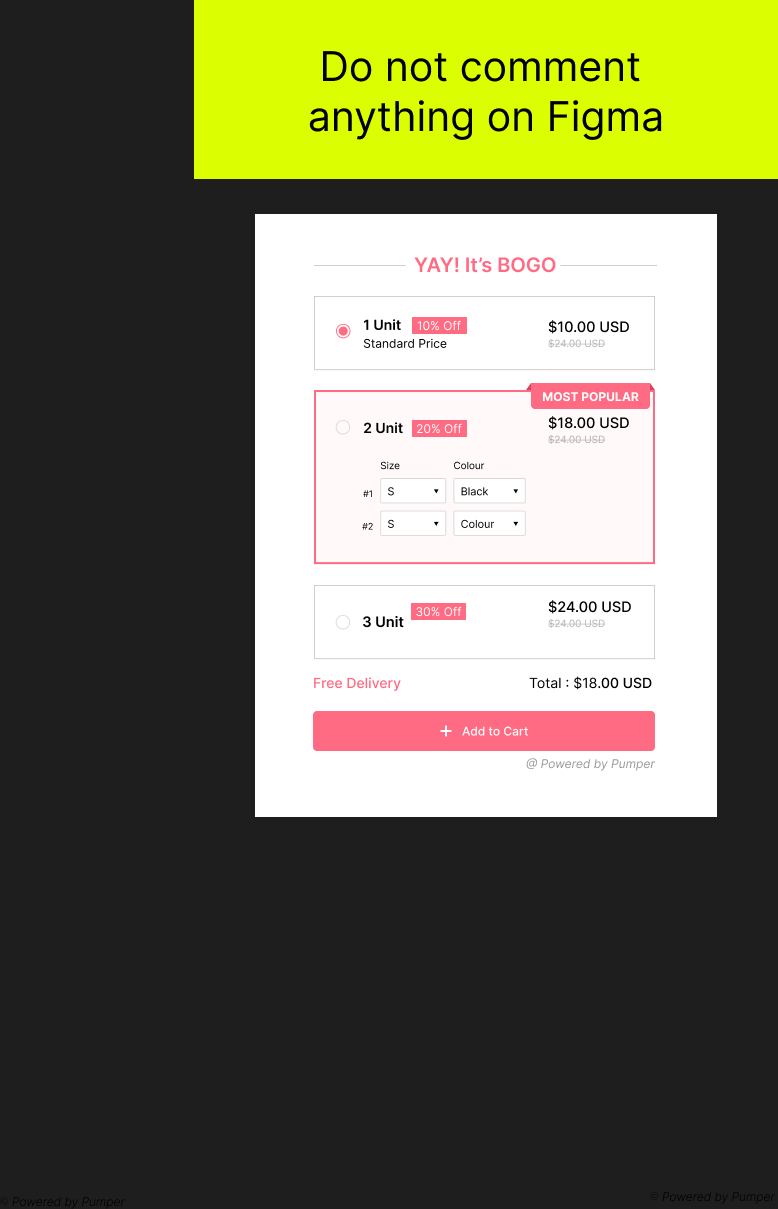 Do not comment
anything on Figma
YAY! It’s BOGO
1 Unit 10% Off $10.00 USD
Standard Price $24.00 USD
MOST POPULAR
2 Unit 20% Off $18.00 USD
$24.00 USD
Size Colour
#1 S Black
#2 S Colour
30% Off $24.00 USD
3 Unit $24.00 USD
Free Delivery Total : $18.00 USD
+ Add to Cart
@ Powered by Pumper
© Powered by Pumper
© Powered by Pumper